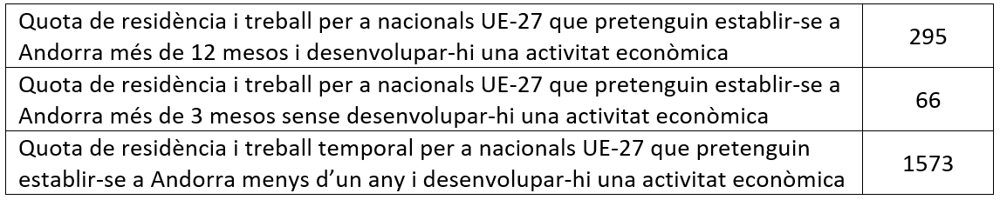 Quota de residència i treball per a nacionals UE-27 que pretenguin establir-se a
Andorra més de 12 mesos i desenvolupar-hi una activitat econòmica
295
Quota de residència i treball per a nacionals UE-27 que pretenguin establir-se a
Andorra més de 3 mesos sense desenvolupar-hi una activitat econòmica
66
Quota de residència i treball temporal per a nacionals UE-27 que pretenguin
establir-se a Andorra menys d’un any i desenvolupar-hi una activitat econòmica
1573